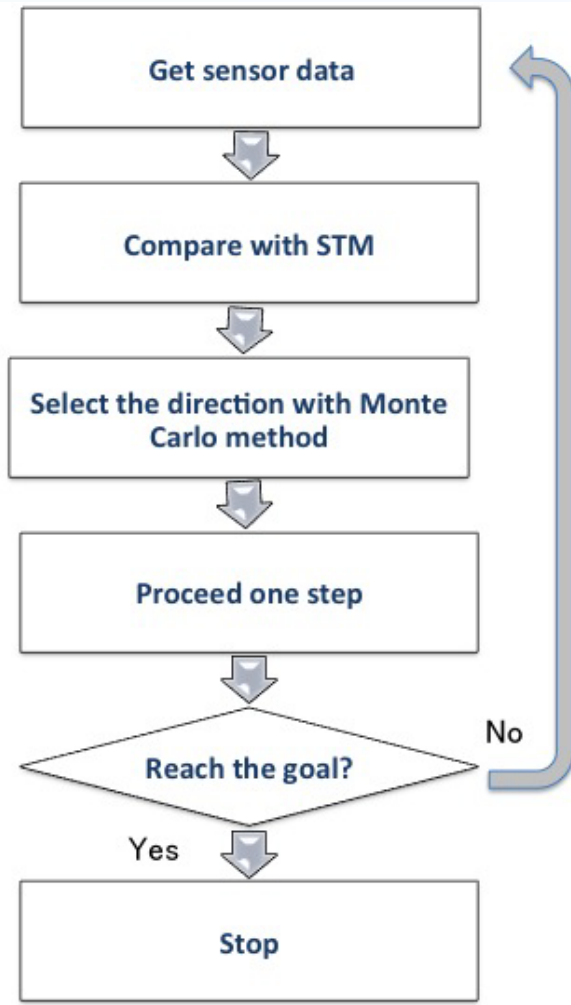 Get sensor data
Compare with STM
Select the direction with Monte
Carlo method
Proceed one step
Reach the goal?
No
Yes
Stop